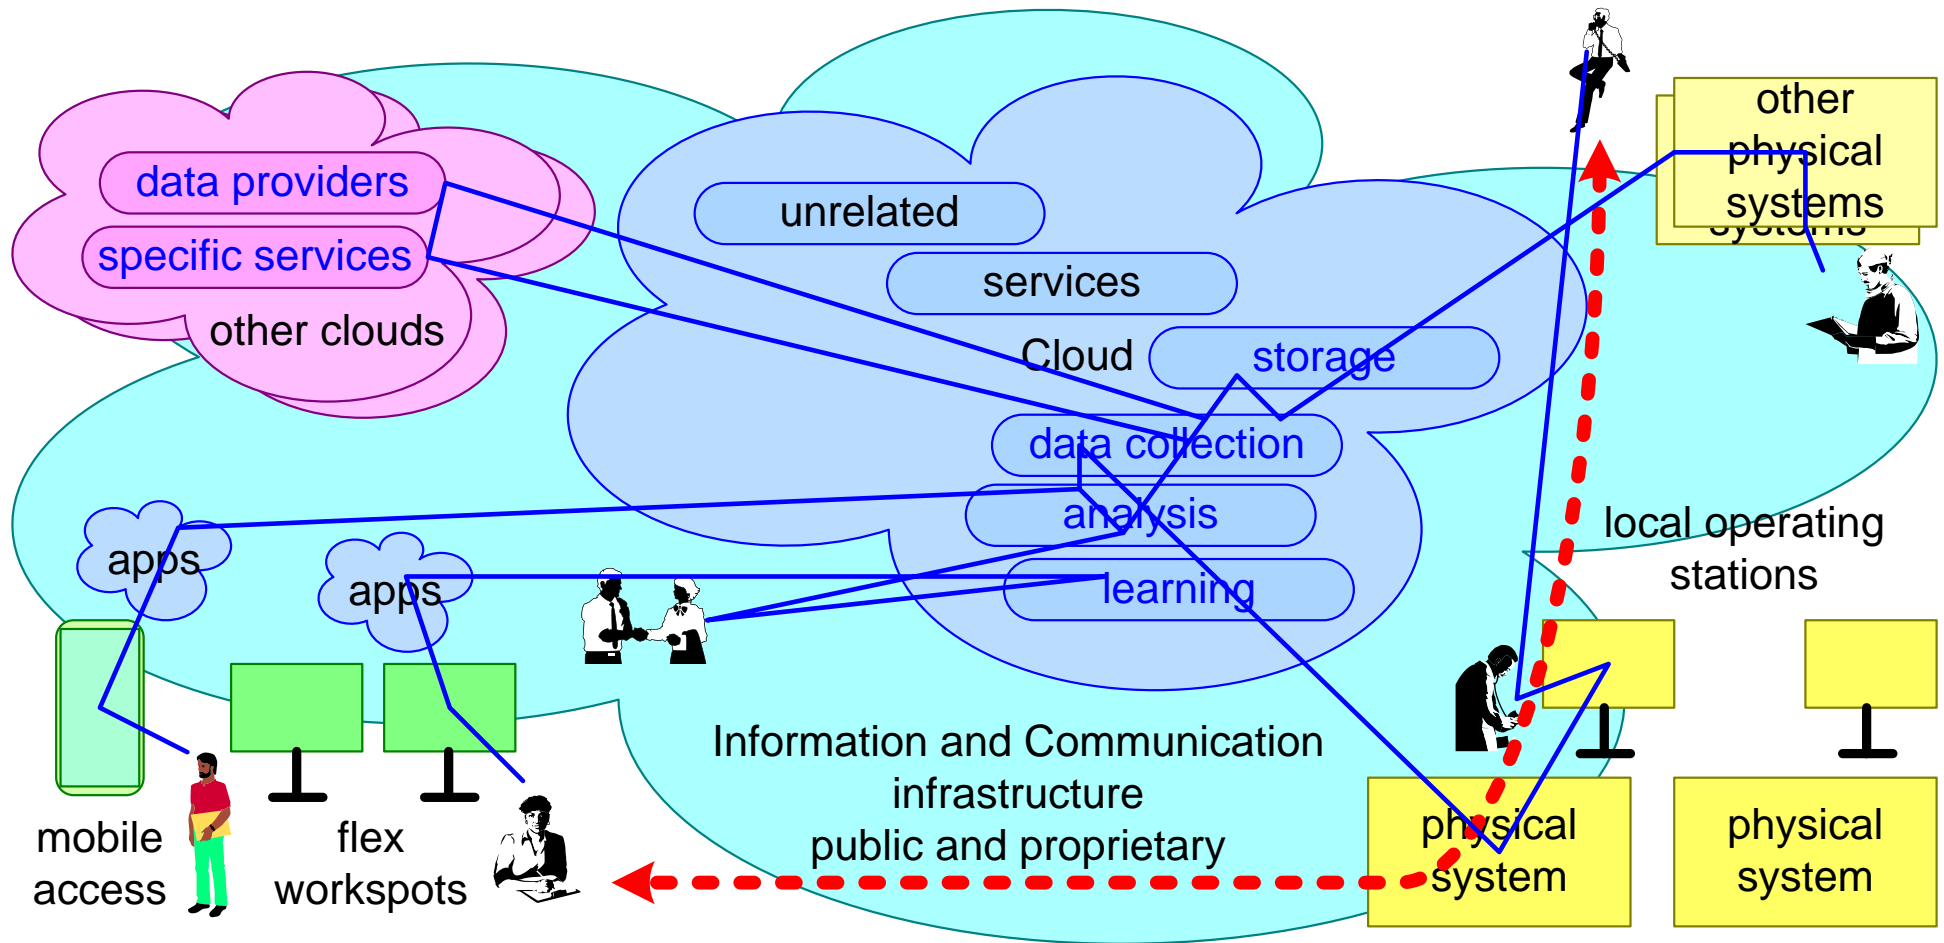 other
physical
systems
systems
data providers
specific services
other clouds
unrelated
services
Cloud
storage
data collection
analysis
learning
apps
apps
local operating
stations
Information and Communication
infrastructure
public and proprietary
mobile
access
flex
workspots
physical
system
physical
system